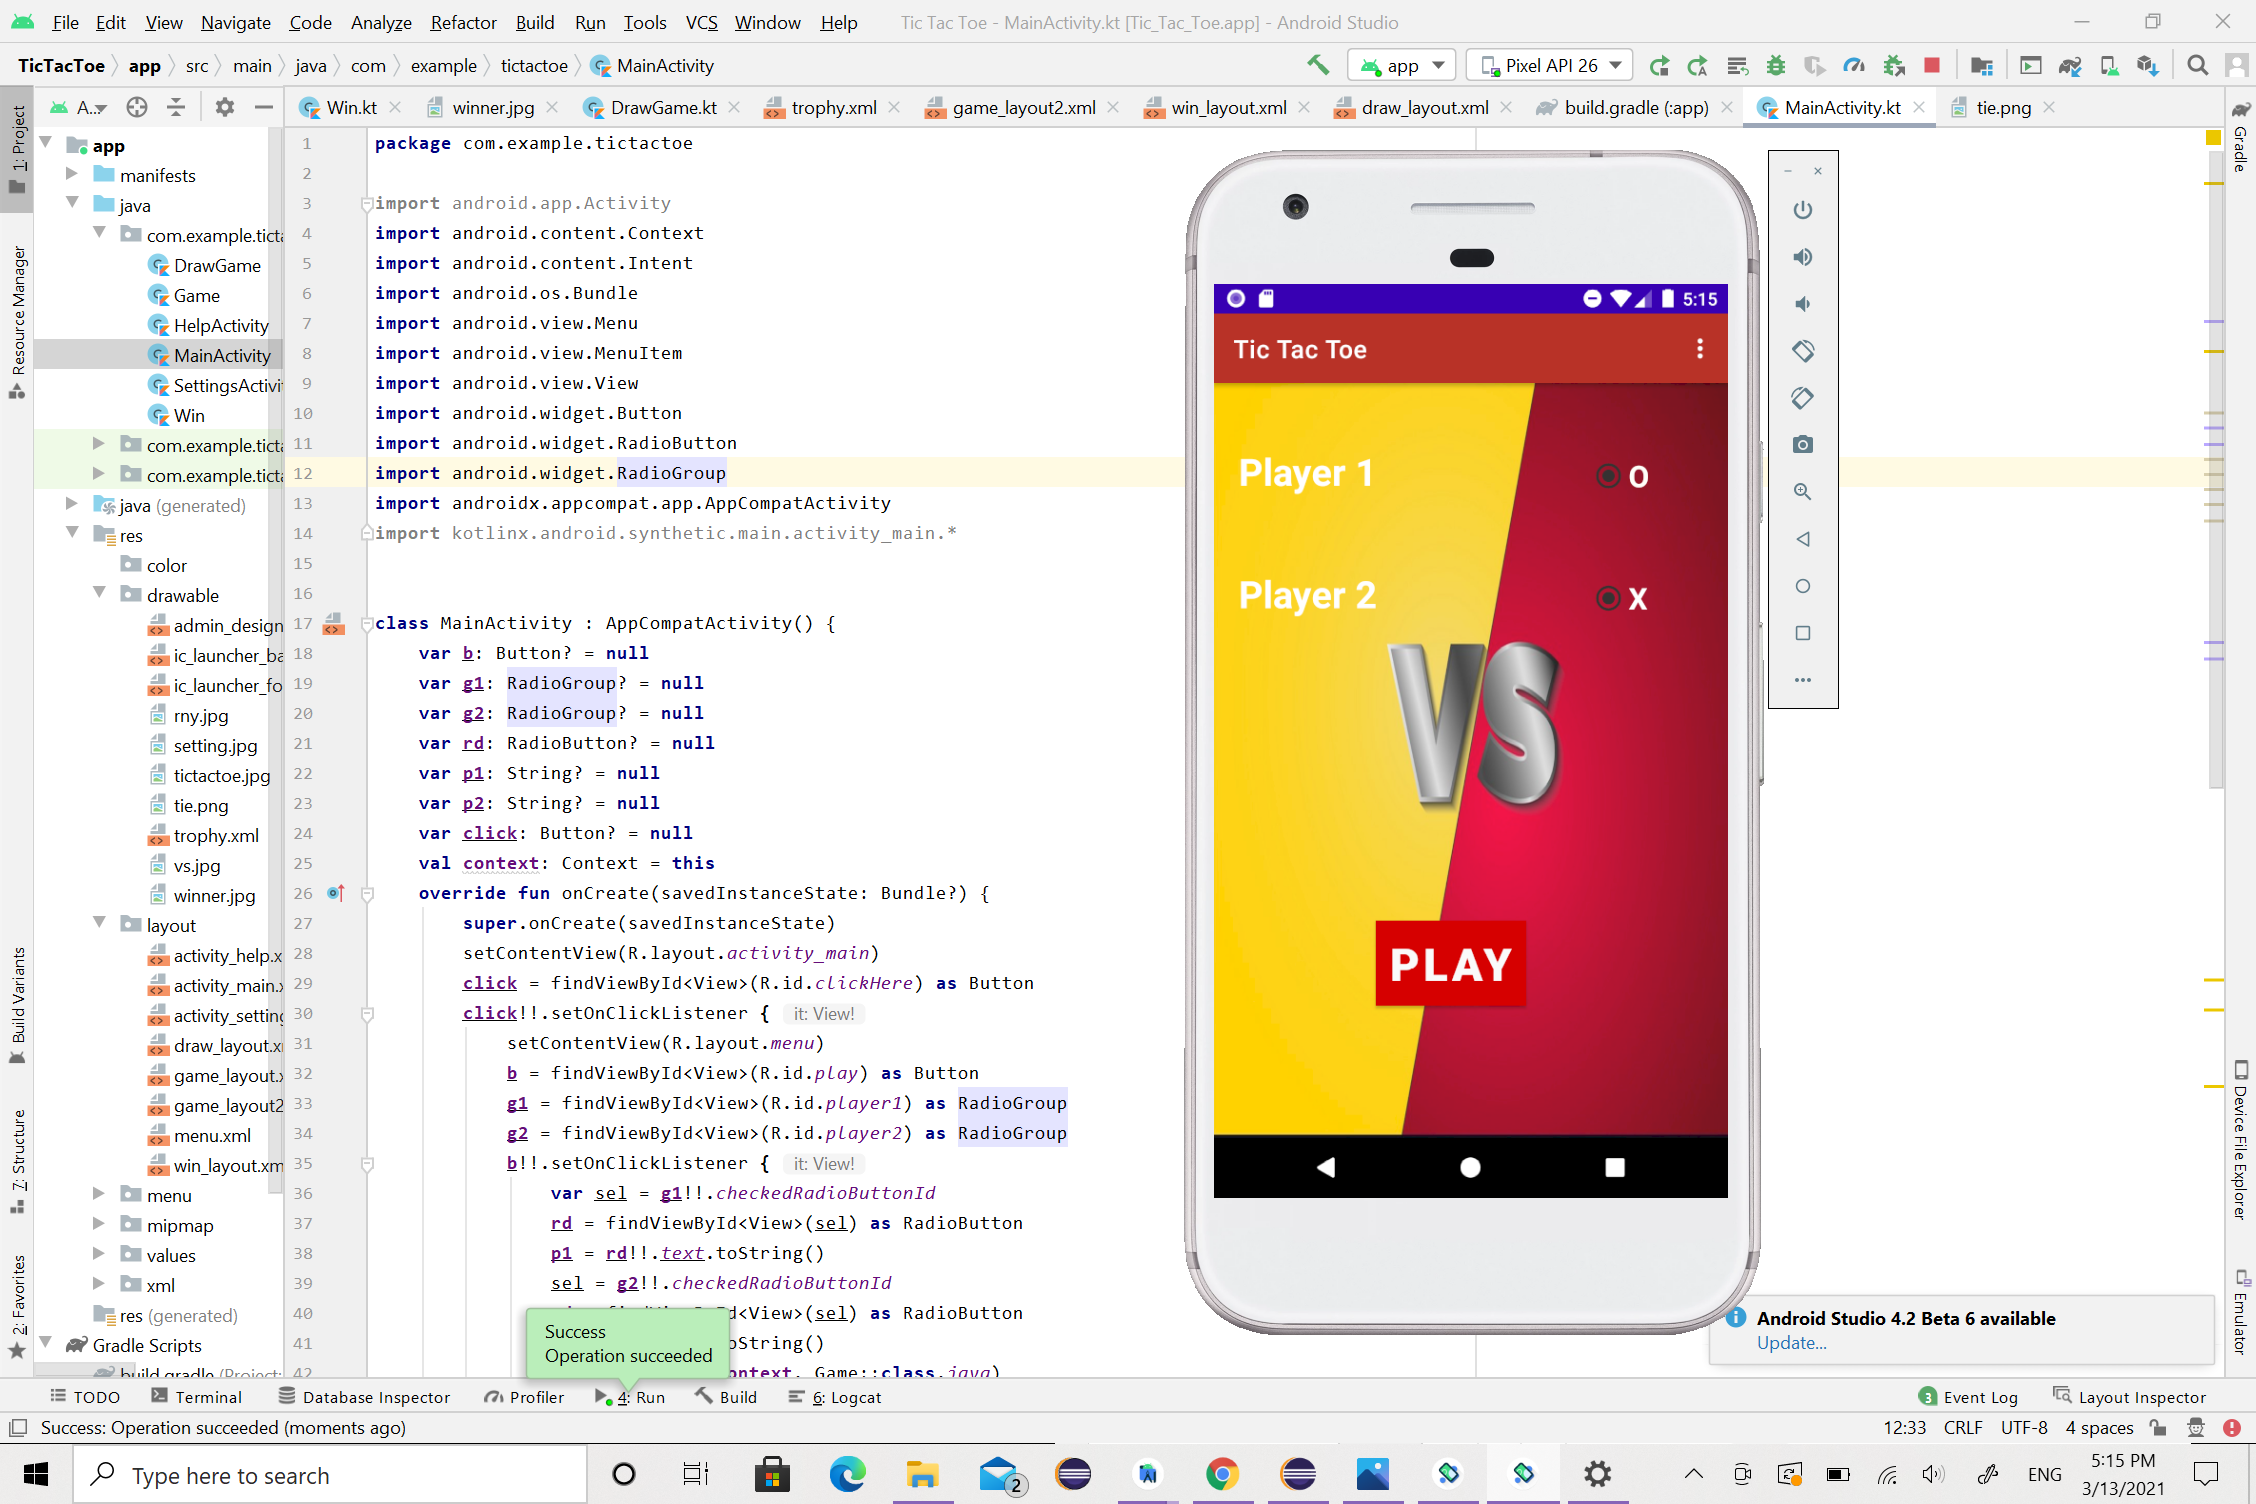 File Edit View Navigate Code Analyze Refactor Build Run Tools VCS Window Help Tic Tac Toe - MainActivity.kt [Tic_Tac_Toe.app] - Android Studio
TicTacToe app src main java com example tictactoe MainActivity app Pixel API 26
A... Win.kt winner.jpg DrawGame.kt trophy.xml game_layout2.xml win_layout.xml draw_layout.xml build.gradle (:app) MainActivity.kt tie.png
1: Project
Resource Manager
Build Variants
7: Structure
2: Favorites
app
manifests
java
com.example.ticta
DrawGame
Game
HelpActivity
MainActivity
SettingsActivit
Win
com.example.ticta
com.example.ticta
java (generated)
res
color
drawable
admin_design
ic_launcher_ba
ic_launcher_fo
rny.jpg
setting.jpg
tictactoe.jpg
tie.png
trophy.xml
vs.jpg
winner.jpg
layout
activity_help.x
activity_main.x
activity_setting
draw_layout.x
game_layout.x
game_layout2
menu.xml
win_layout.xm
menu
mipmap
values
xml
res (generated)
Gradle Scripts
build.gradle (Project:
1 package com.example.tictactoe
2
3 import android.app.Activity
4 import android.content.Context
5 import android.content.Intent
6 import android.os.Bundle
7 import android.view.Menu
8 import android.view.MenuItem
9 import android.view.View
10 import android.widget.Button
11 import android.widget.RadioButton
12 import android.widget.RadioGroup
13 import androidx.appcompat.app.AppCompatActivity
14 import kotlinx.android.synthetic.main.activity_main.*
15
16
17 class MainActivity : AppCompatActivity() {
18 var b: Button? = null
19 var g1: RadioGroup? = null
20 var g2: RadioGroup? = null
21 var rd: RadioButton? = null
22 var p1: String? = null
23 var p2: String? = null
24 var click: Button? = null
25 val context: Context = this
26 override fun onCreate(savedInstanceState: Bundle?) {
27 super.onCreate(savedInstanceState)
28 setContentView(R.layout.activity_main)
29 click = findViewById<View>(R.id.clickHere) as Button
30 click!!.setOnClickListener { it: View!
31 setContentView(R.layout.menu)
32 b = findViewById<View>(R.id.play) as Button
33 g1 = findViewById<View>(R.id.player1) as RadioGroup
34 g2 = findViewById<View>(R.id.player2) as RadioGroup
35 b!!.setOnClickListener { it: View!
36 var sel = g1!!.checkedRadioButtonId
37 rd = findViewById<View>(sel) as RadioButton
38 p1 = rd!!.text.toString()
39 sel = g2!!.checkedRadioButtonId
40 (sel) as RadioButton
41 oString()
42 ontext, Game::class.java)
Success
Operation succeeded
5:15
Tic Tac Toe
Player 1 O
Player 2 X
VS
PLAY
Gradle
Device File Explorer
Emulator
Android Studio 4.2 Beta 6 available
Update...
TODO Terminal Database Inspector Profiler 4: Run Build 6: Logcat 3 Event Log Layout Inspector
Success: Operation succeeded (moments ago) 12:33 CRLF UTF-8 4 spaces
Type here to search 2 ENG 5:15 PM
3/13/2021